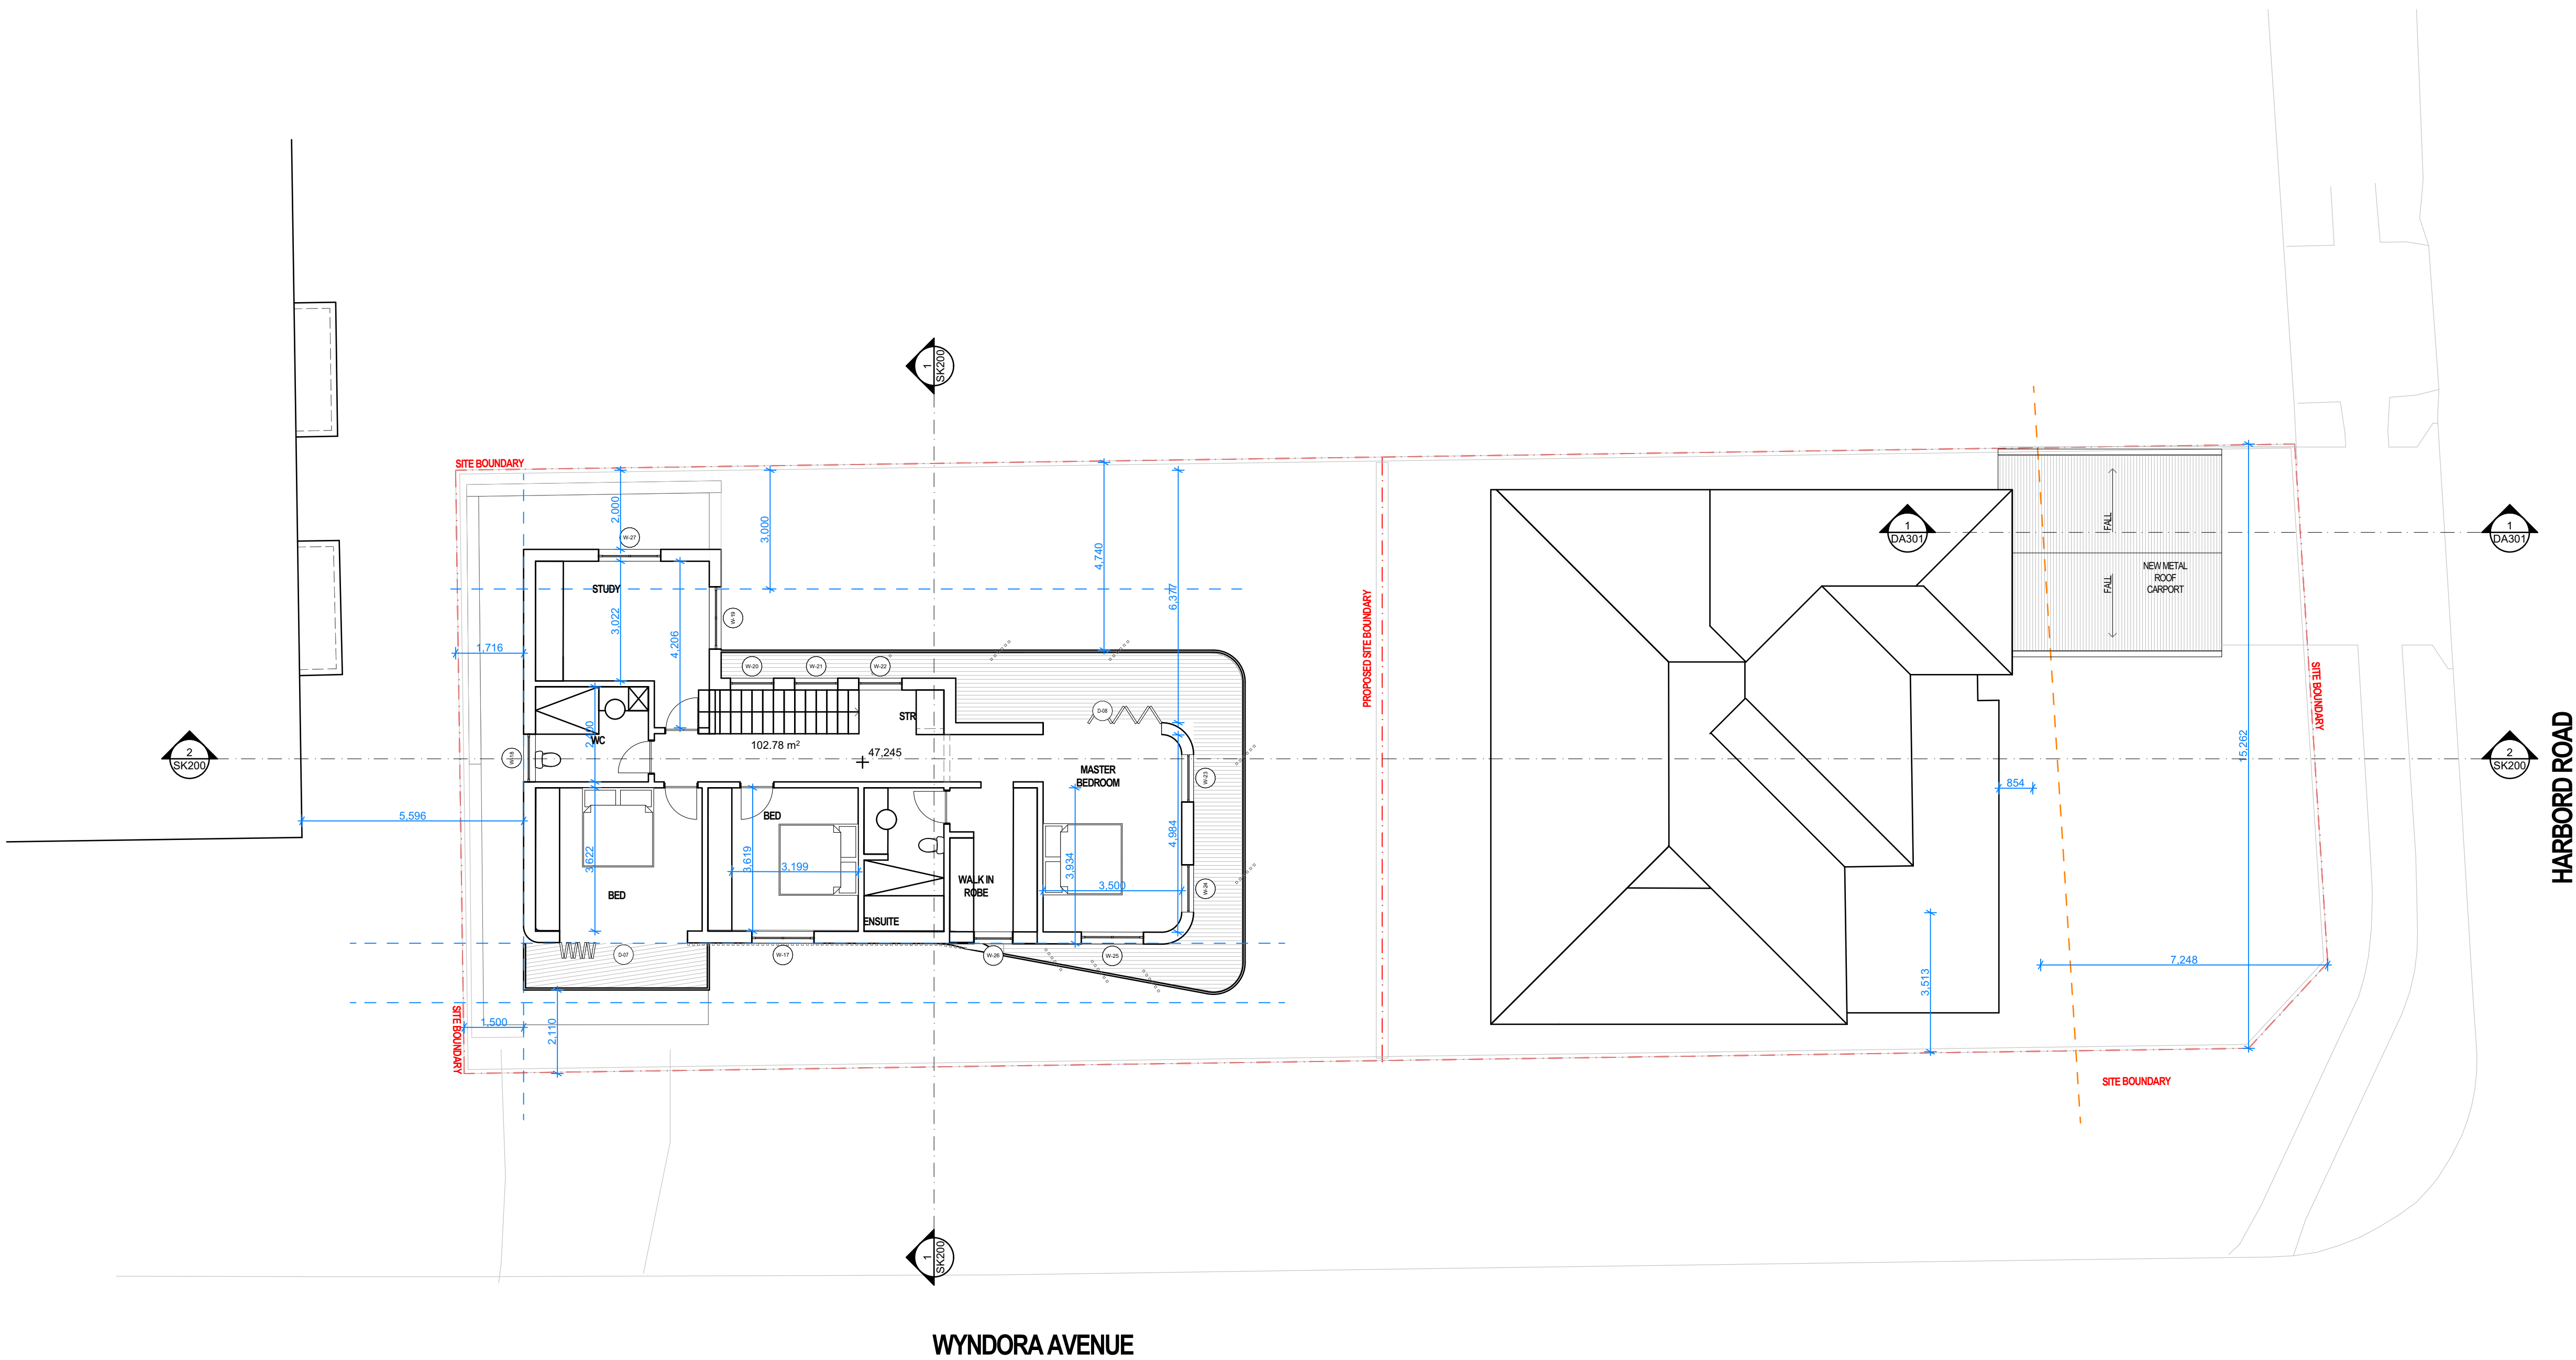 1
SK200
SITE BOUNDARY
2,000
W-27
3,000
4,740
6,377
STUDY
3,022
4,206
W-19
1,716
W-20
W-21
W-22
STR
D-08
WC
W-18
102.78 m²
47,245
MASTER
BEDROOM
W-23
2
SK200
5,596
3,622
BED
BED
3,619
3,199
ENSUITE
WALK IN
ROBE
3,934
4,984
3,500
W-24
D-07
W-17
W-26
W-25
SITE BOUNDARY
1,500
2,110
1
SK200
PROPOSED SITE BOUNDARY
1
DA301
FALL
FALL
NEW METAL
ROOF
CARPORT
1
DA301
SITE BOUNDARY
15,262
2
SK200
854
3,513
7,248
SITE BOUNDARY
HARBORD ROAD
WYNDORA AVENUE